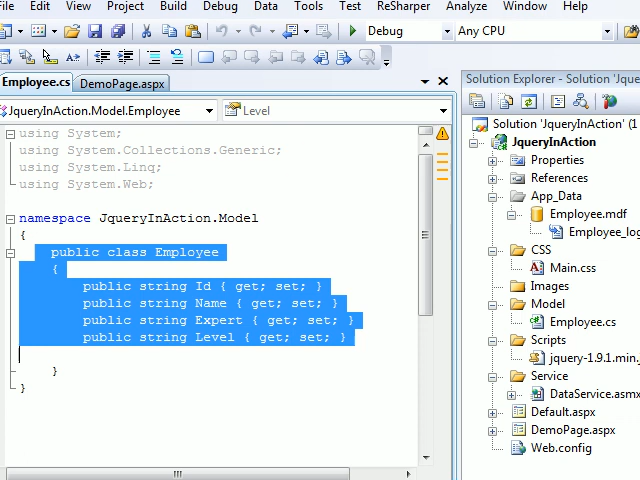 File Edit View Project Build Debug Data Tools Test ReSharper Analyze Window Help
Debug Any CPU
Employee.cs DemoPage.aspx
JqueryInAction.Model.Employee Level
using System;
using System.Collections.Generic;
using System.Linq;
using System.Web;
namespace JqueryInAction.Model
{
public class Employee
{
public string Id { get; set; }
public string Name { get; set; }
public string Expert { get; set; }
public string Level { get; set; }
}
}
Solution Explorer - Solution 'Jque
Solution 'JqueryInAction' (1
JqueryInAction
Properties
References
App_Data
Employee.mdf
Employee_log
CSS
Main.css
Images
Model
Employee.cs
Scripts
jquery-1.9.1.min.
Service
DataService.asmx
Default.aspx
DemoPage.aspx
Web.config